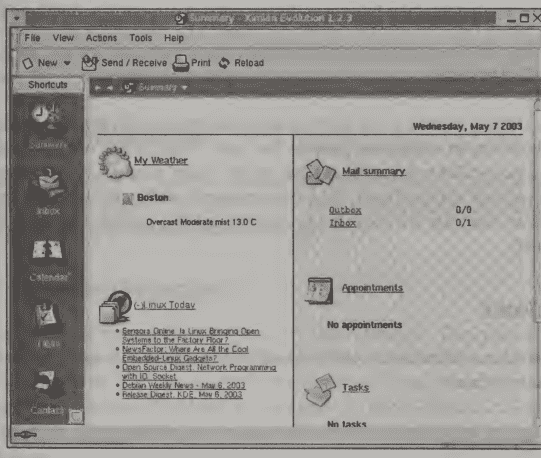 Summary - Ximian Evolution 1.2.3
File View Actions Tools Help
New Send / Receive Print Reload
Shortcuts
Summary
Wednesday, May 7 2003
Summary
Inbox
Calendar
Tasks
Contacts
My Weather
Boston
Overcast Moderate mist 13.0 C
Linux Today
Sensors Online: Is Linux Bringing Open
Systems to the Factory Floor?
NewsFactor: Where Are All the Cool
Embedded-Linux Gadgets?
Open Source Digest: Network Programming
with IO::Socket
Debian Weekly News - May 6, 2003
Release Digest: KDE, May 6, 2003
Mail summary
Outbox 0/0
Inbox 0/1
Appointments
No appointments
Tasks
No tasks